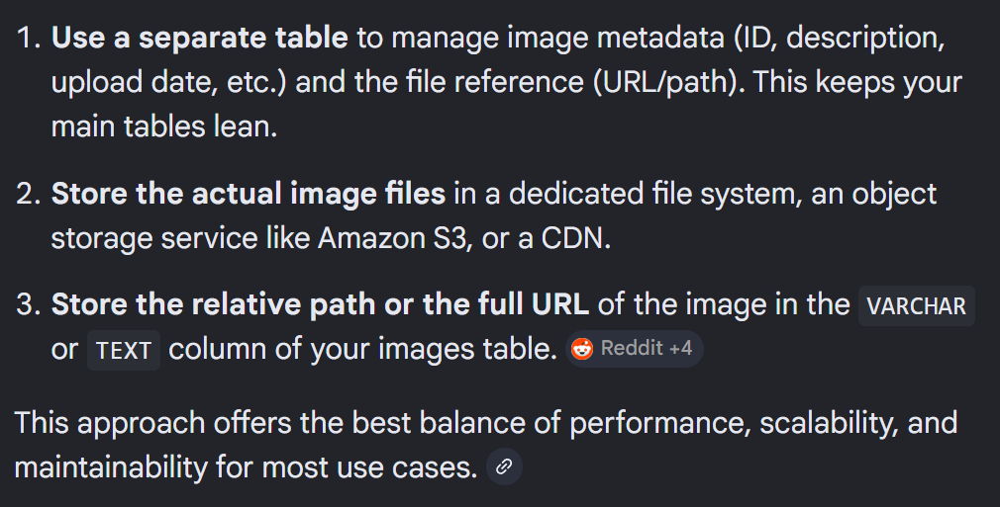 1. Use a separate table to manage image metadata (ID, description,
upload date, etc.) and the file reference (URL/path). This keeps your
main tables lean.
2. Store the actual image files in a dedicated file system, an object
storage service like Amazon S3, or a CDN.
3. Store the relative path or the full URL of the image in the VARCHAR
or TEXT column of your images table. Reddit +4
This approach offers the best balance of performance, scalability, and
maintainability for most use cases.